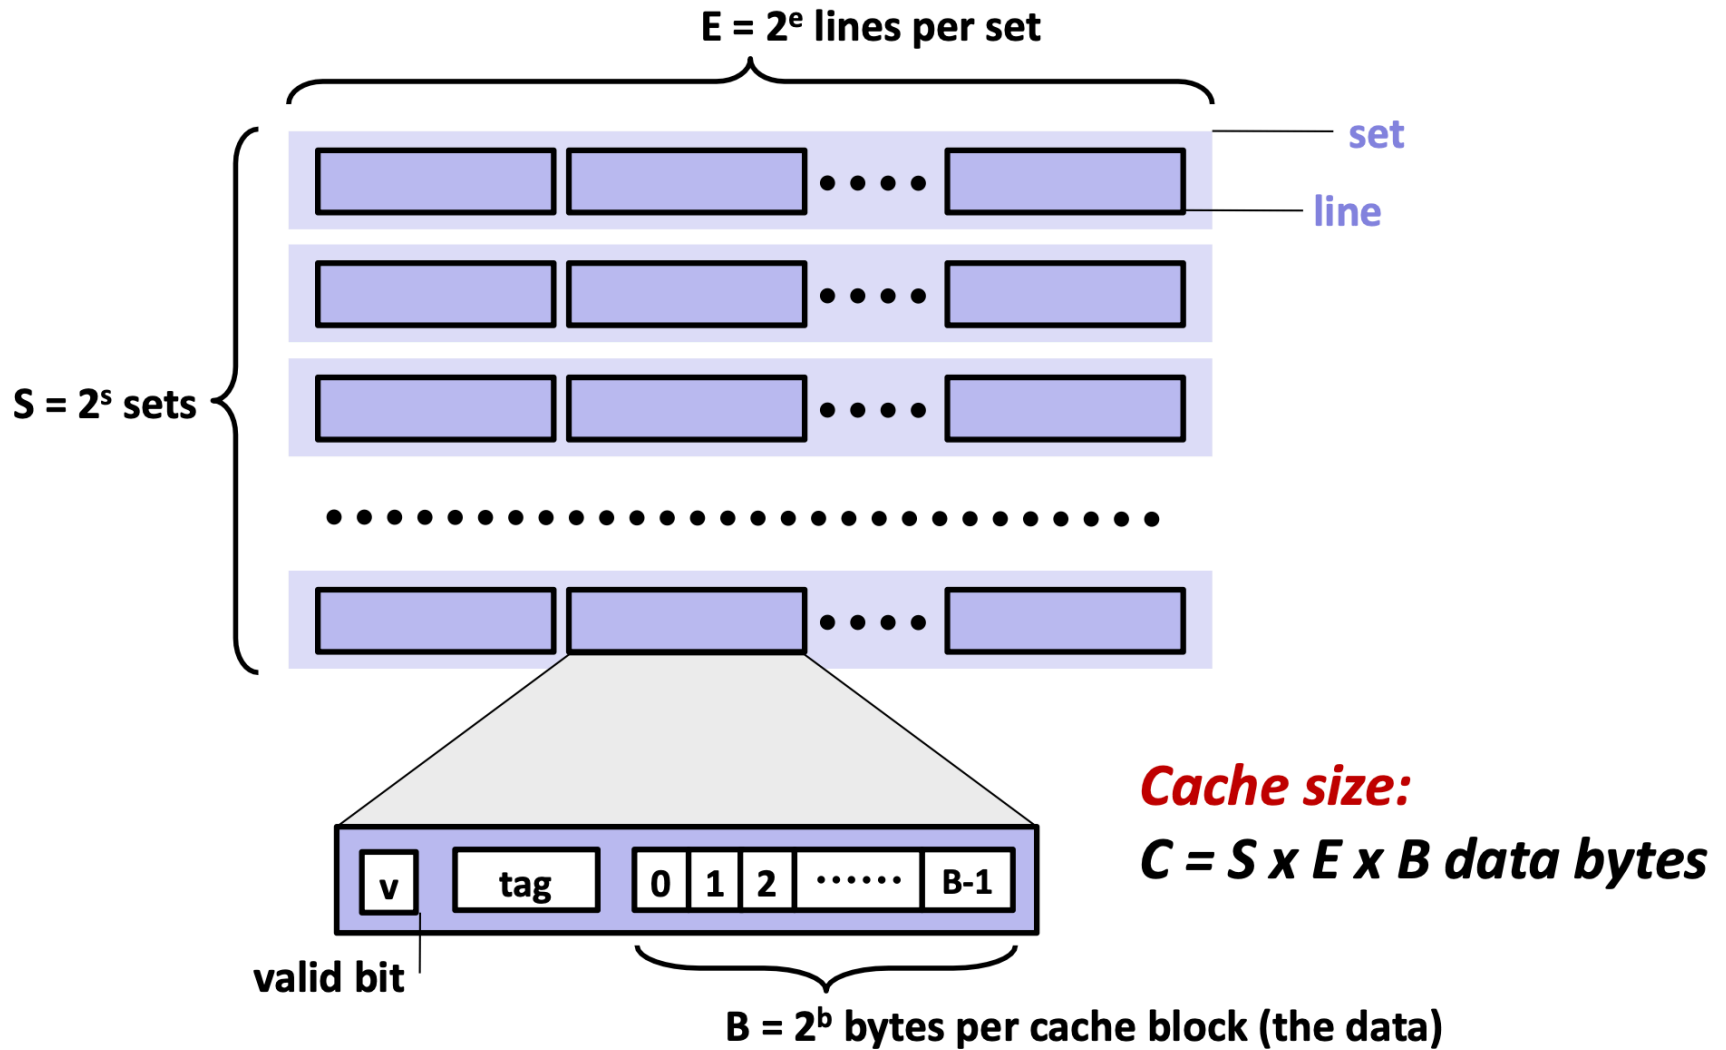 E = 2ᵉ lines per set
set
line
S = 2ˢ sets
Cache size:
C = S x E x B data bytes
v
tag
0 1 2 ...... B-1
valid bit
B = 2ᵇ bytes per cache block (the data)